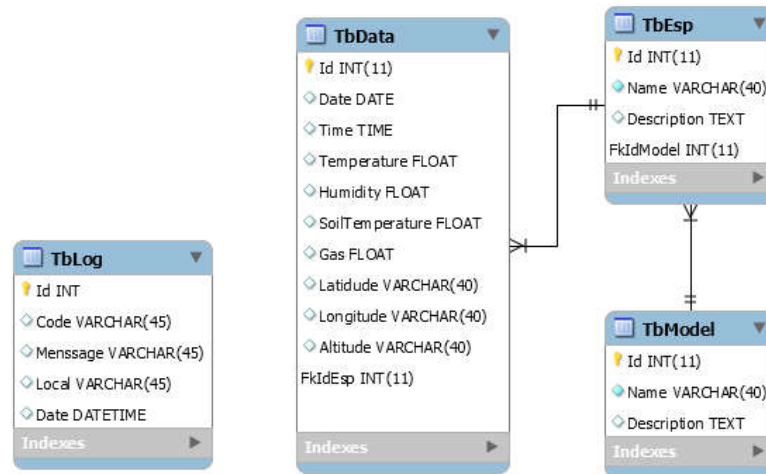 TbData
Id INT(11)
Date DATE
Time TIME
Temperature FLOAT
Humidity FLOAT
SoilTemperature FLOAT
Gas FLOAT
Latidude VARCHAR(40)
Longitude VARCHAR(40)
Altitude VARCHAR(40)
FkIdEsp INT(11)
Indexes
TbEsp
Id INT(11)
Name VARCHAR(40)
Description TEXT
FkIdModel INT(11)
Indexes
TbLog
Id INT
Code VARCHAR(45)
Menssage VARCHAR(45)
Local VARCHAR(45)
Date DATETIME
Indexes
TbModel
Id INT(11)
Name VARCHAR(40)
Description TEXT
Indexes